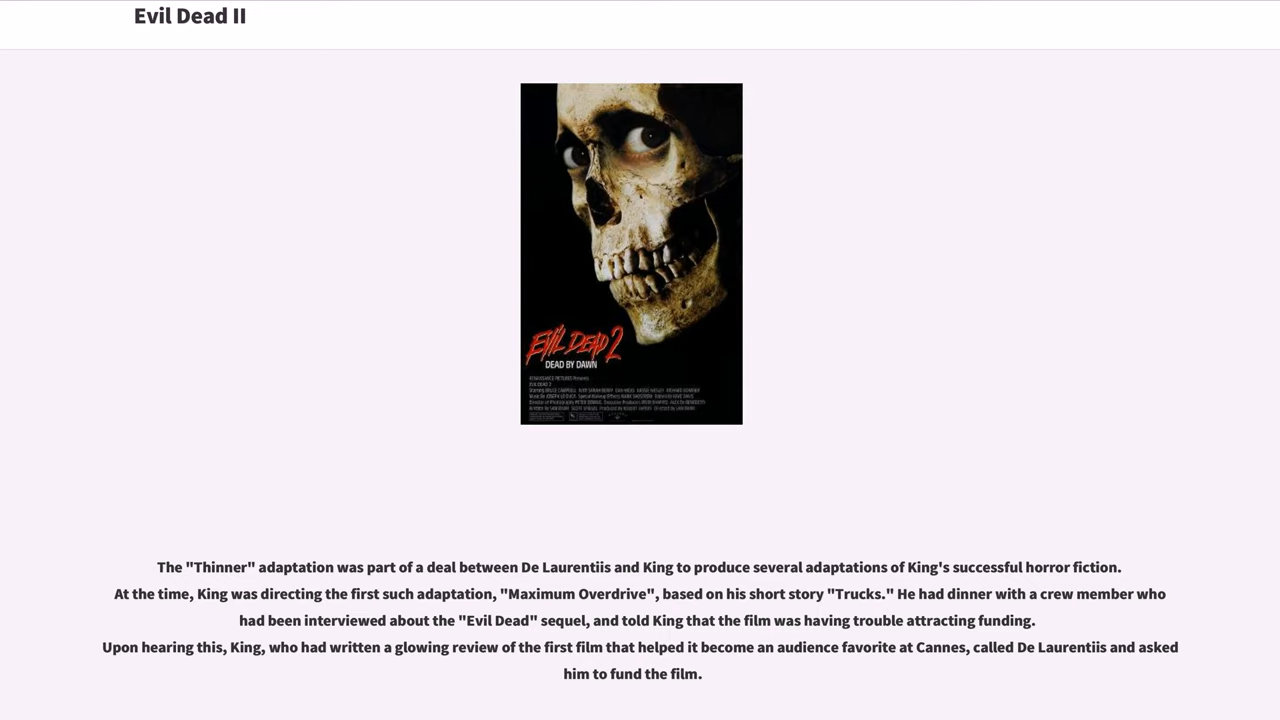 Evil Dead II
EVIL DEAD 2
DEAD BY DAWN
The "Thinner" adaptation was part of a deal between De Laurentiis and King to produce several adaptations of King's successful horror fiction.
At the time, King was directing the first such adaptation, "Maximum Overdrive", based on his short story "Trucks." He had dinner with a crew member who
had been interviewed about the "Evil Dead" sequel, and told King that the film was having trouble attracting funding.
Upon hearing this, King, who had written a glowing review of the first film that helped it become an audience favorite at Cannes, called De Laurentiis and asked
him to fund the film.